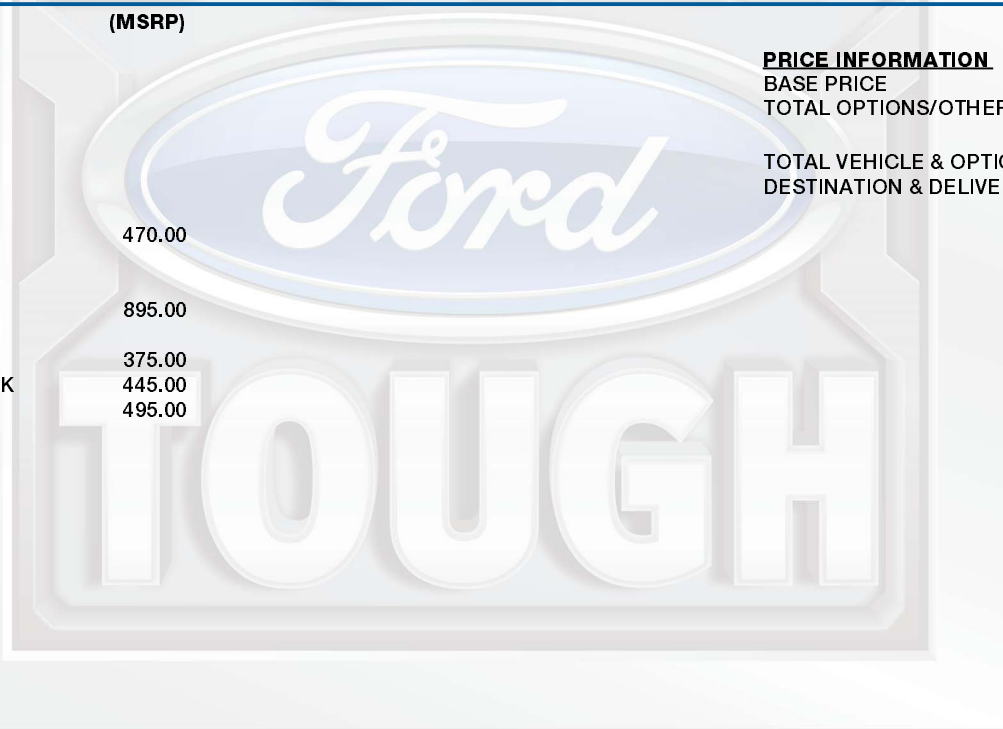 (MSRP)
470.00
895.00
375.00
K 445.00
495.00
PRICE INFORMATION
BASE PRICE
TOTAL OPTIONS/OTHER
TOTAL VEHICLE & OPTIO
DESTINATION & DELIVE
Ford
TOUGH